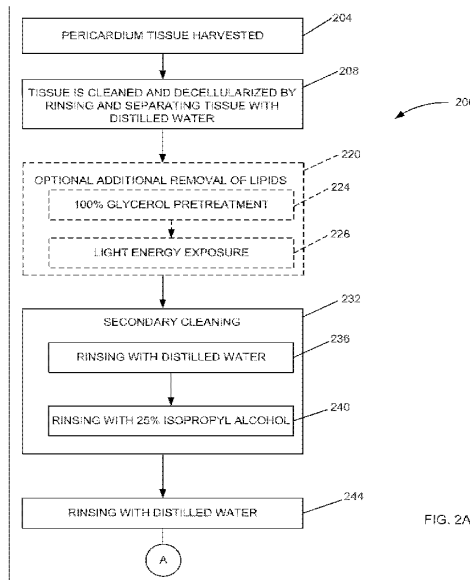 204
PERICARDIUM TISSUE HARVESTED
208
TISSUE IS CLEANED AND DECELLULARIZED BY
RINSING AND SEPARATING TISSUE WITH
DISTILLED WATER
220
OPTIONAL ADDITIONAL REMOVAL OF LIPIDS
224
100% GLYCEROL PRETREATMENT
226
LIGHT ENERGY EXPOSURE
232
SECONDARY CLEANING
236
RINSING WITH DISTILLED WATER
240
RINSING WITH 25% ISOPROPYL ALCOHOL
244
RINSING WITH DISTILLED WATER
FIG. 2A
A